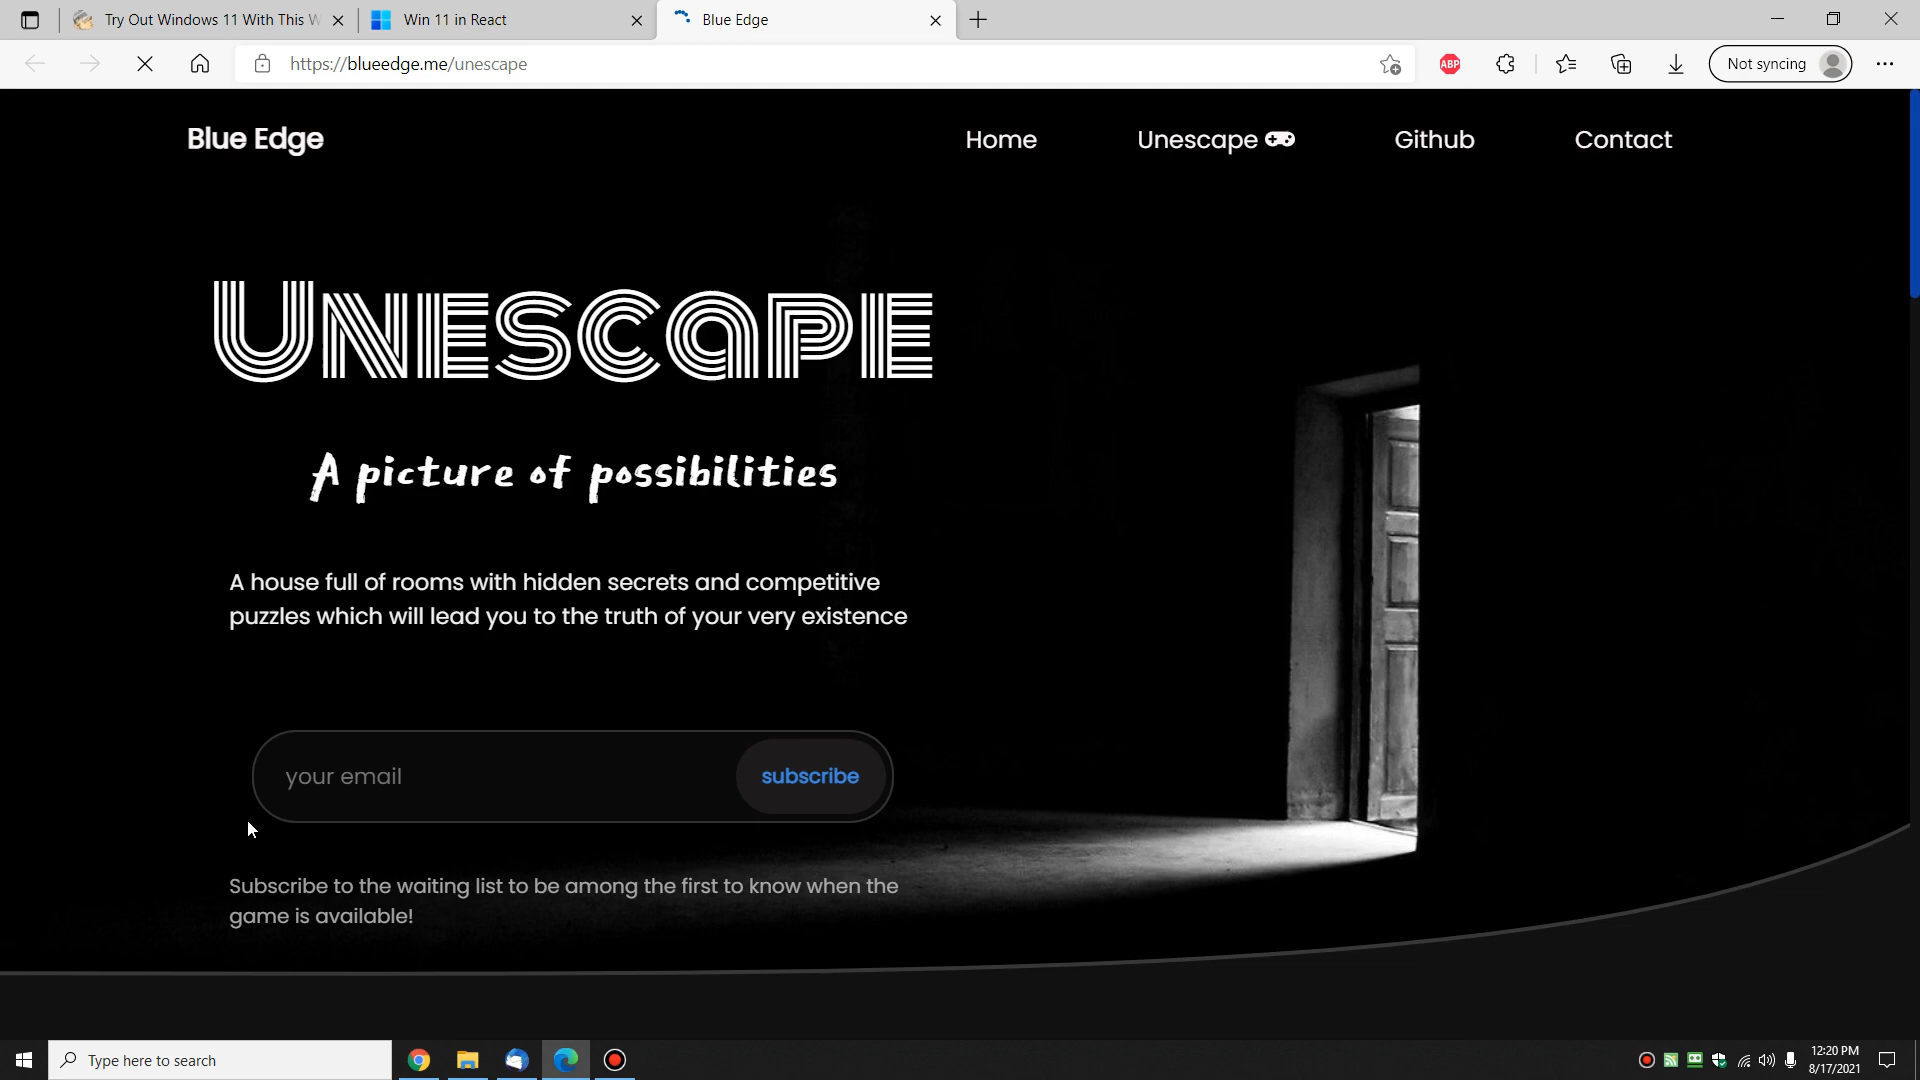 Try Out Windows 11 With This W
Win 11 in React
Blue Edge
https://blueedge.me/unescape
ABP
Not syncing
Blue Edge
Home
Unescape
Github
Contact
Unescape
A picture of possibilities
A house full of rooms with hidden secrets and competitive
puzzles which will lead you to the truth of your very existence
your email
subscribe
Subscribe to the waiting list to be among the first to know when the
game is available!
Type here to search
12:20 PM
8/17/2021